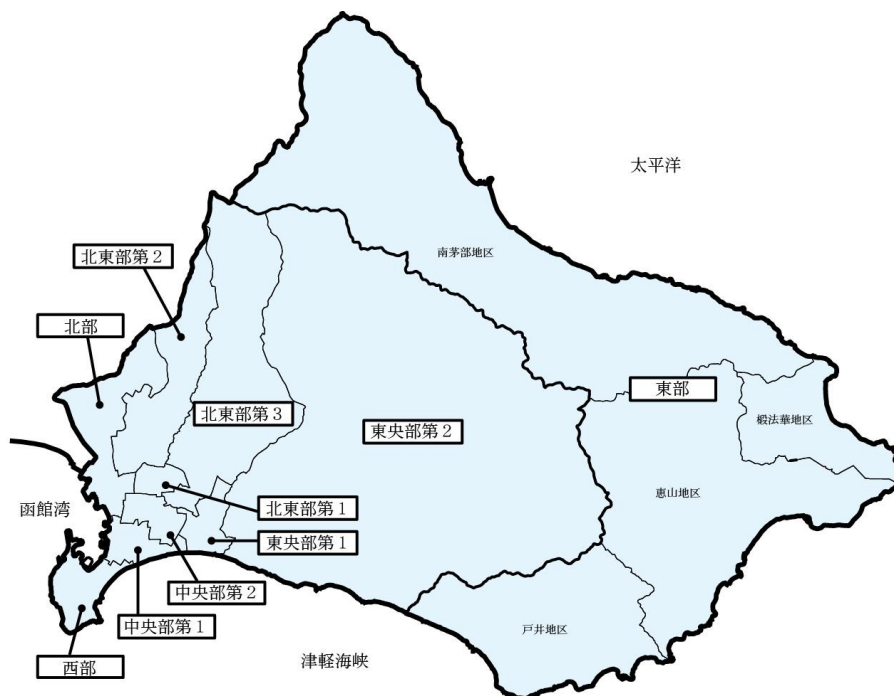 太平洋
南茅部地区
北東部第２
北部
東部
北東部第３
東央部第２
椴法華地区
恵山地区
函館湾
北東部第１
東央部第１
中央部第２
中央部第１
戸井地区
西部
津軽海峡